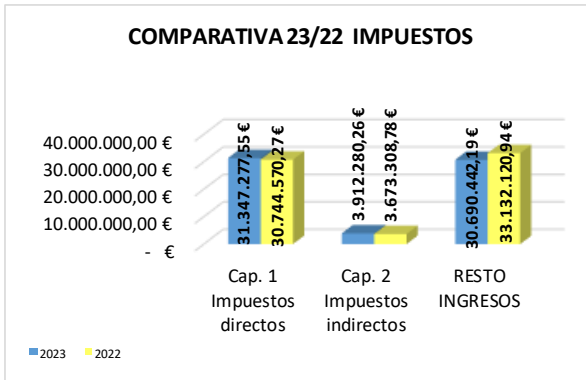 COMPARATIVA 23/22 IMPUESTOS
40.000.000,00 €
30.000.000,00 €
20.000.000,00 €
10.000.000,00 €
- €
31.347.277,55 €
30.744.570,27 €
3.912.280,26 €
3.673.308,78 €
30.690.442,19 €
33.132.120,94 €
Cap. 1
Impuestos
directos
Cap. 2
Impuestos
indirectos
RESTO
INGRESOS
2023
2022